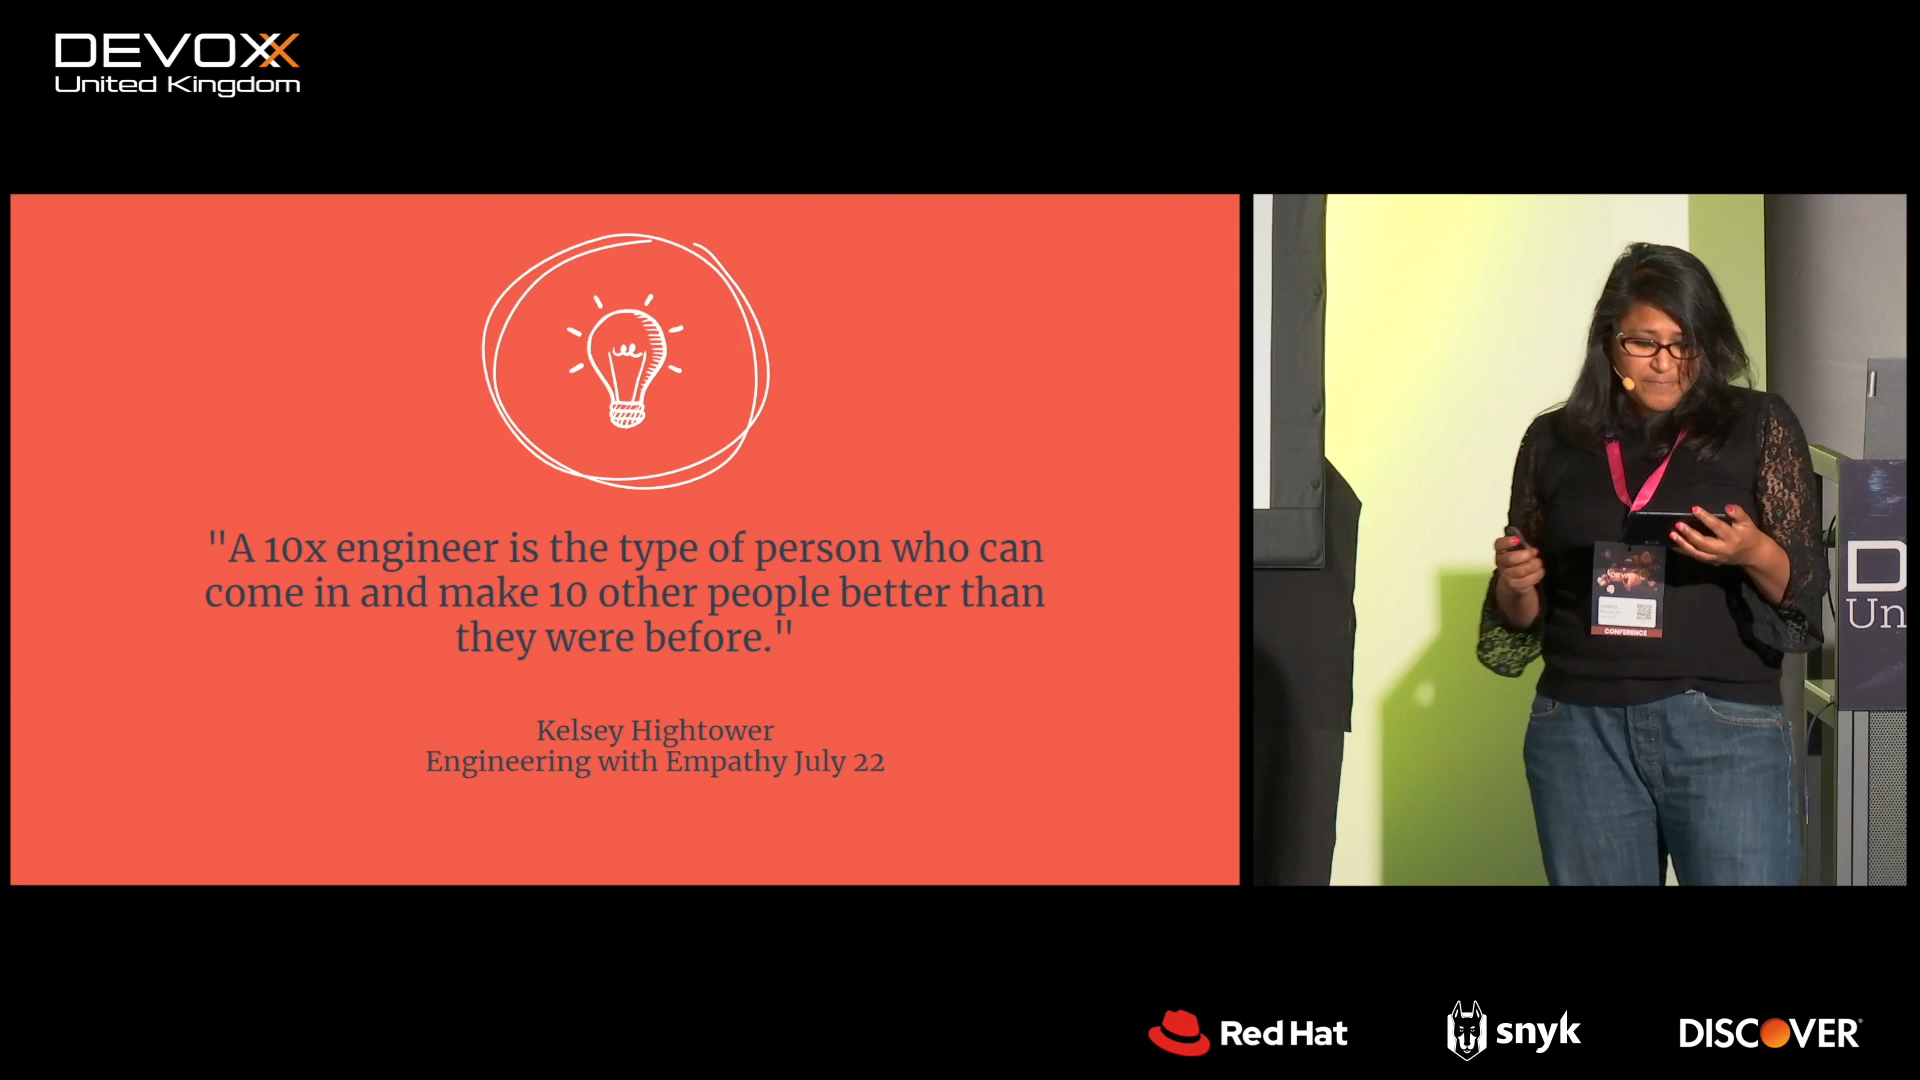 DEVOXX
United Kingdom
"A 10x engineer is the type of person who can
come in and make 10 other people better than
they were before."
Kelsey Hightower
Engineering with Empathy July 22
CONFERENCE
D
Un
Red Hat
snyk
DISCOVER